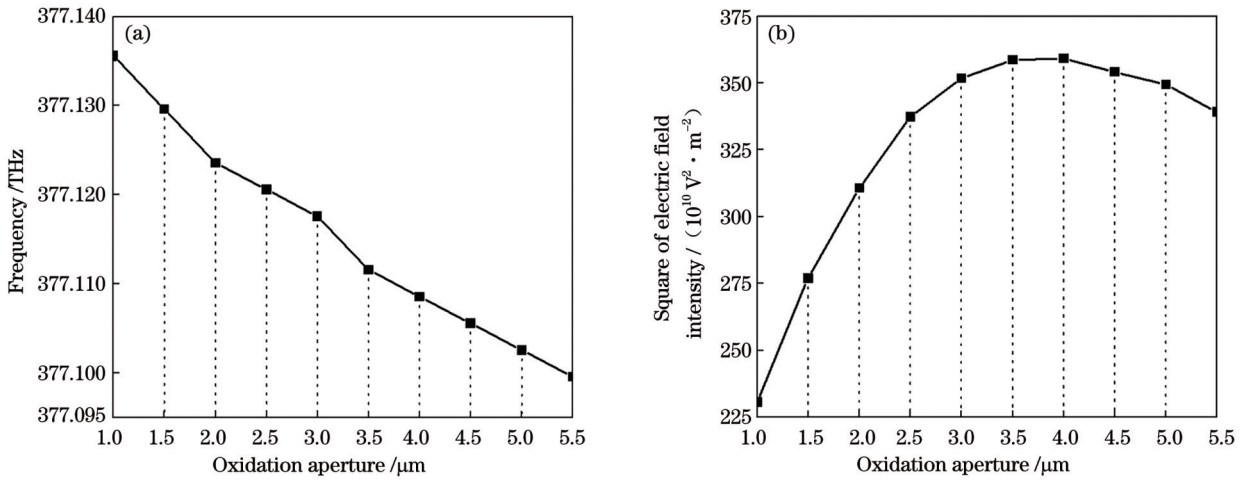 (a)
Frequency /THz
377.140
377.130
377.120
377.110
377.100
377.095
1.0 1.5 2.0 2.5 3.0 3.5 4.0 4.5 5.0 5.5
Oxidation aperture /μm
(b)
Square of electric field
intensity / (10¹⁰ V² · m⁻²)
375
350
325
300
275
250
225
1.0 1.5 2.0 2.5 3.0 3.5 4.0 4.5 5.0 5.5
Oxidation aperture /μm